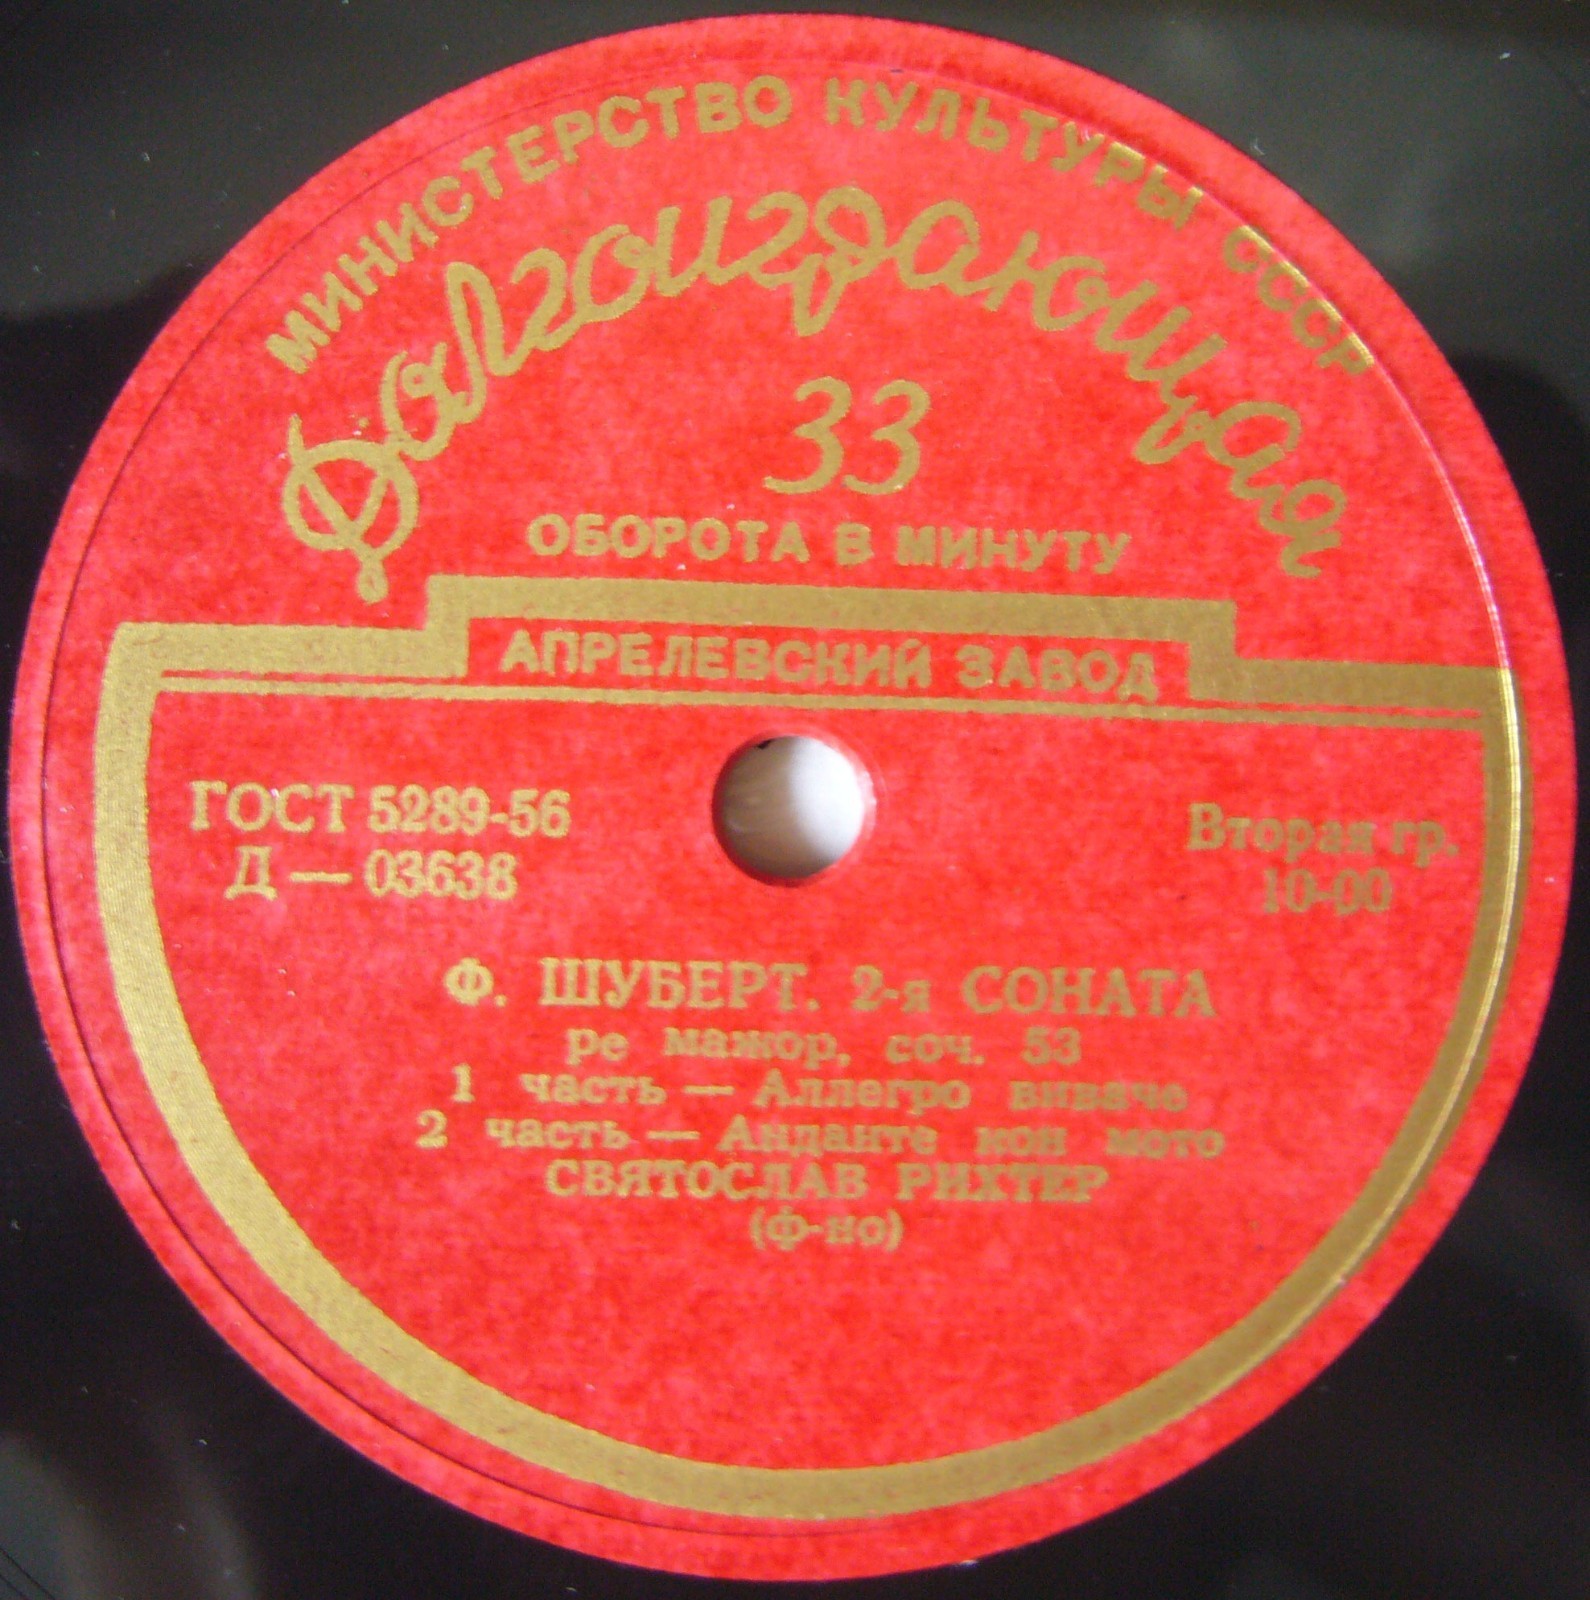 МИНИСТЕРСТВО КУЛЬТУРЫ СССР
Долгоиграющая
33
ОБОРОТА В МИНУТУ
АПРЕЛЕВСКИЙ ЗАВОД
ГОСТ 5289-56
Д — 03638
Вторая гр.
10-00
Ф. ШУБЕРТ. 2-я СОНАТА
ре мажор, соч. 53
1 часть — Аллегро виваче
2 часть — Анданте кон мото
СВЯТОСЛАВ РИХТЕР
(ф-но)